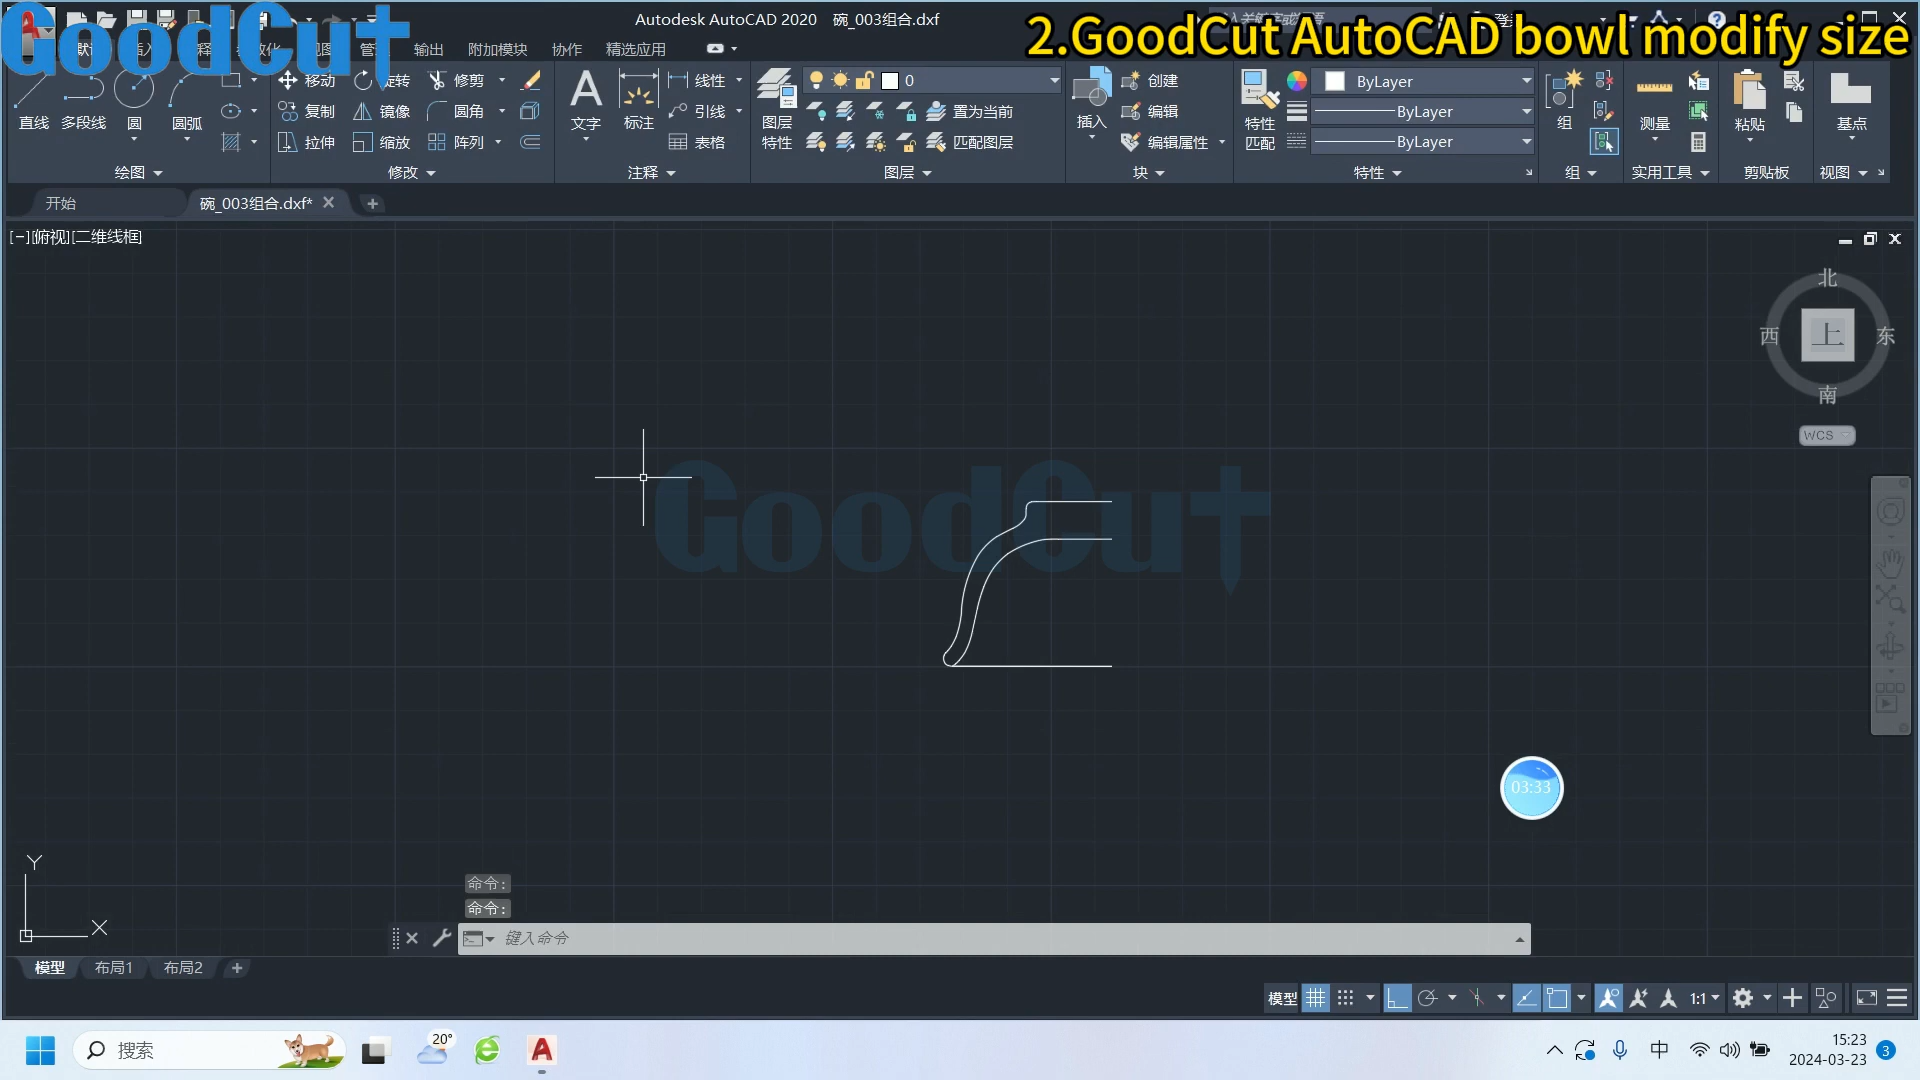 Autodesk AutoCAD 2020 碗_003组合.dxf
2.GoodCut AutoCAD bowl modify size
GoodCut
输出 附加模块 协作 精选应用
直线 多段线 圆 圆弧
移动 旋转 修剪
复制 镜像 圆角
拉伸 缩放 阵列
文字 标注
线性
引线
表格
图层
特性
0
置为当前
匹配图层
插入
创建
编辑
编辑属性
特性
匹配
ByLayer
ByLayer
ByLayer
组
测量
粘贴
基点
绘图 修改 注释 图层 块 特性 组 实用工具 剪贴板 视图
开始 碗_003组合.dxf*
[-][俯视][二维线框]
北
西 上 东
南
WCS
GoodCut
03:33
Y
X
命令:
命令:
键入命令
模型 布局1 布局2
模型 1:1
搜索
20°
中
15:23
2024-03-23
3